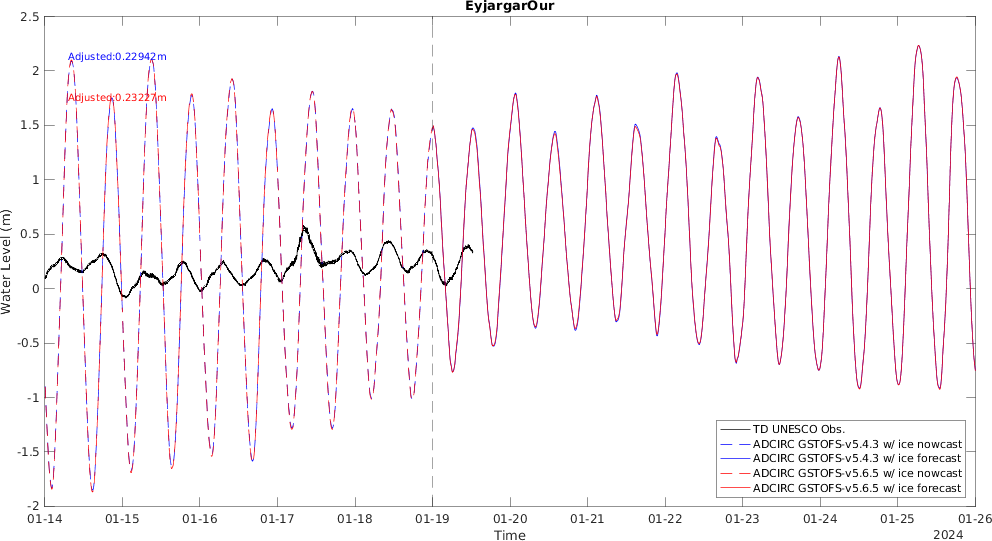 EyjargarOur
2.5
2
1.5
1
0.5
0
-0.5
-1
-1.5
-2
Water Level (m)
Adjusted:0.22942m
Adjusted:0.23227m
TD UNESCO Obs.
ADCIRC GSTOFS-v5.4.3 w/ ice nowcast
ADCIRC GSTOFS-v5.4.3 w/ ice forecast
ADCIRC GSTOFS-v5.6.5 w/ ice nowcast
ADCIRC GSTOFS-v5.6.5 w/ ice forecast
01-14 01-15 01-16 01-17 01-18 01-19 01-20 01-21 01-22 01-23 01-24 01-25 01-26
Time
2024